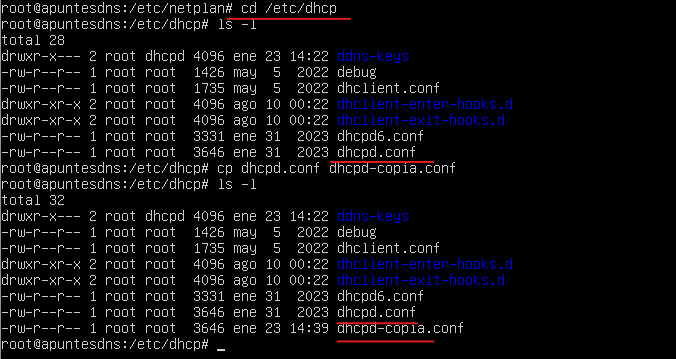 root@apuntesdns:/etc/netplan# cd /etc/dhcp
root@apuntesdns:/etc/dhcp# ls -l
total 28
drwxr-x--- 2 root dhcpd 4096 ene 23 14:22 ddns-keys
-rw-r--r-- 1 root root  1426 may  5  2022 debug
-rw-r--r-- 1 root root  1735 may  5  2022 dhclient.conf
drwxr-xr-x 2 root root  4096 ago 10 00:22 dhclient-enter-hooks.d
drwxr-xr-x 2 root root  4096 ago 10 00:22 dhclient-exit-hooks.d
-rw-r--r-- 1 root root  3331 ene 31  2023 dhcpd6.conf
-rw-r--r-- 1 root root  3646 ene 31  2023 dhcpd.conf
root@apuntesdns:/etc/dhcp# cp dhcpd.conf dhcpd-copia.conf
root@apuntesdns:/etc/dhcp# ls -l
total 32
drwxr-x--- 2 root dhcpd 4096 ene 23 14:22 ddns-keys
-rw-r--r-- 1 root root  1426 may  5  2022 debug
-rw-r--r-- 1 root root  1735 may  5  2022 dhclient.conf
drwxr-xr-x 2 root root  4096 ago 10 00:22 dhclient-enter-hooks.d
drwxr-xr-x 2 root root  4096 ago 10 00:22 dhclient-exit-hooks.d
-rw-r--r-- 1 root root  3331 ene 31  2023 dhcpd6.conf
-rw-r--r-- 1 root root  3646 ene 31  2023 dhcpd.conf
-rw-r--r-- 1 root root  3646 ene 23 14:39 dhcpd-copia.conf
root@apuntesdns:/etc/dhcp# _